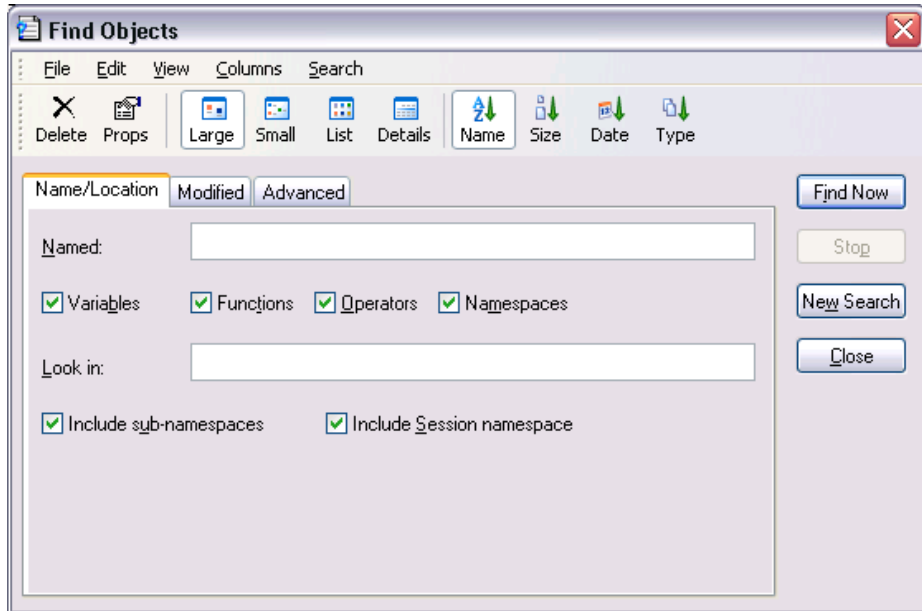 Find Objects
File Edit View Columns Search
Delete Props Large Small List Details Name Size Date Type
Name/Location Modified Advanced
Find Now
Named:
Stop
Variables Functions Operators Namespaces
New Search
Look in:
Close
Include sub-namespaces Include Session namespace